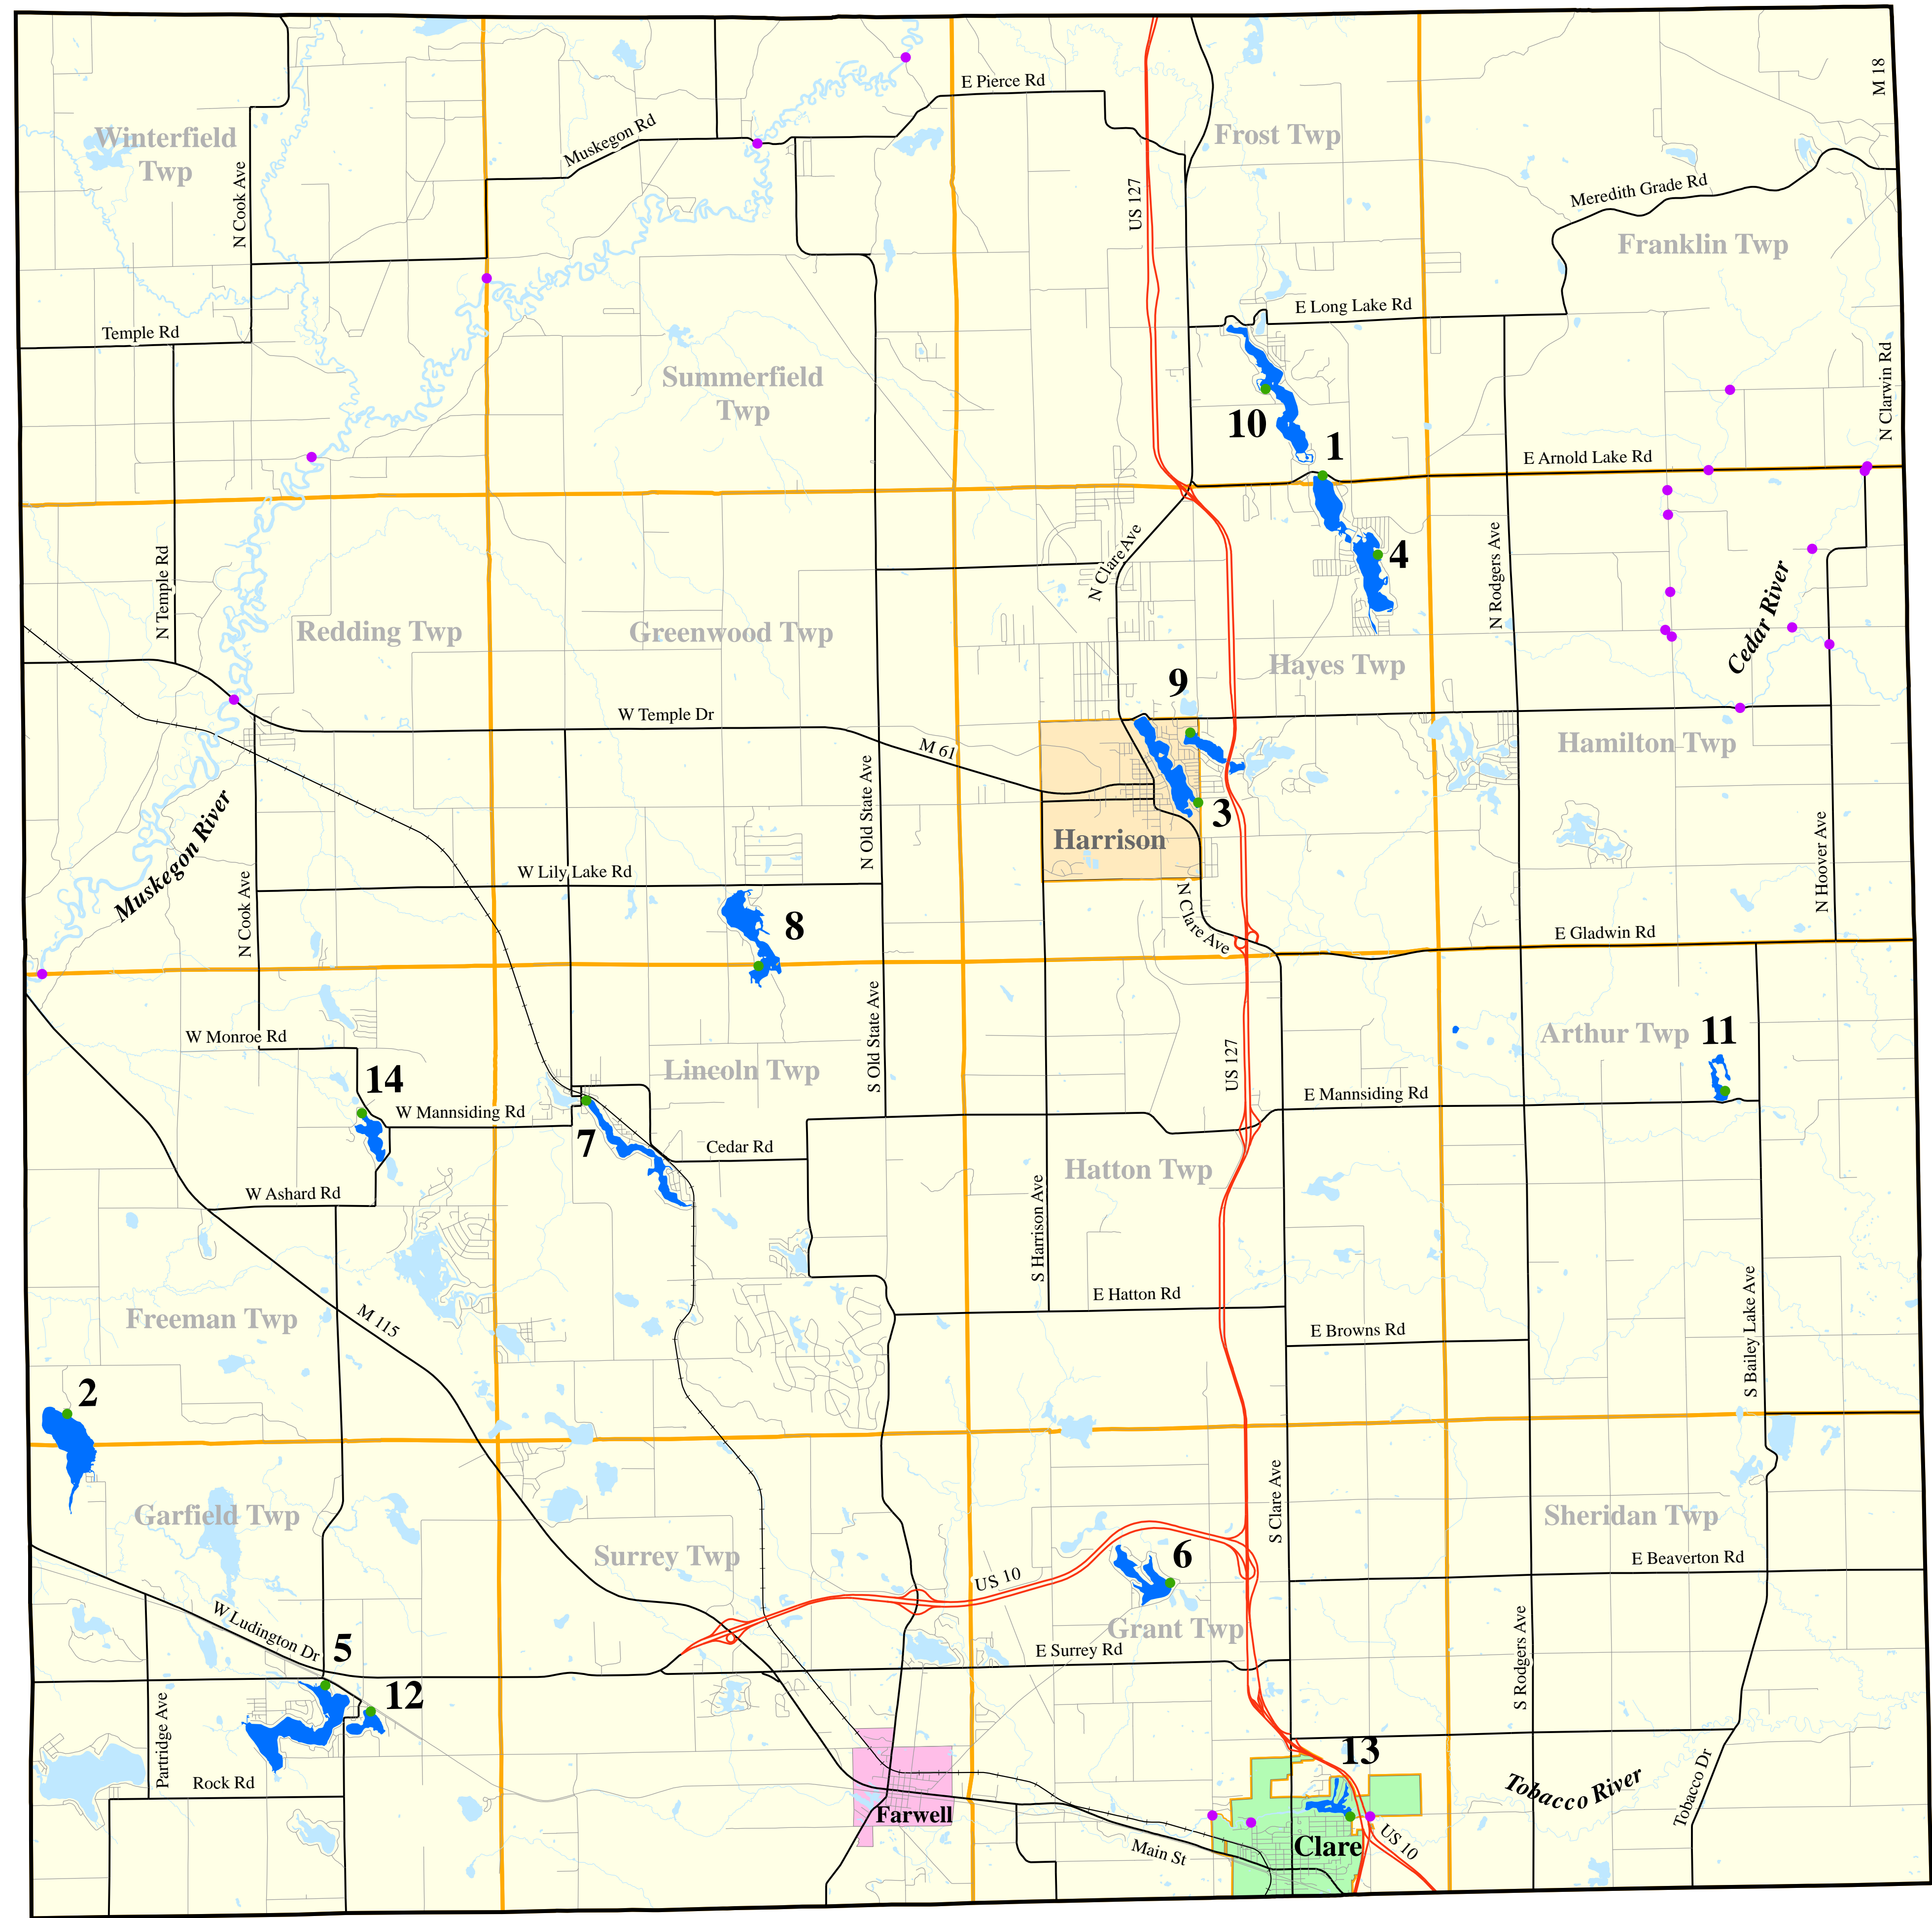 M 18
E Pierce Rd
Muskegon Rd
Winterfield
Twp
Frost Twp
N Cook Ave
US 127
Meredith Grade Rd
Franklin Twp
E Long Lake Rd
Temple Rd
N Clarwin Rd
Summerfield
Twp
10
1
E Arnold Lake Rd
N Temple Rd
N Clare Ave
4
N Rodgers Ave
Cedar River
Redding Twp
Greenwood Twp
Hayes Twp
9
W Temple Dr
M 61
Hamilton Twp
N Old State Ave
3
Harrison
Muskegon River
W Lily Lake Rd
N Cook Ave
8
N Clare Ave
N Hoover Ave
E Gladwin Rd
W Monroe Rd
S Old State Ave
Arthur Twp
11
14
Lincoln Twp
US 127
W Mannsiding Rd
E Mannsiding Rd
7
Cedar Rd
Hatton Twp
W Ashard Rd
S Harrison Ave
E Hatton Rd
Freeman Twp
M 115
E Browns Rd
S Bailey Lake Ave
2
Garfield Twp
S Clare Ave
Sheridan Twp
Surrey Twp
6
E Beaverton Rd
US 10
W Ludington Dr
Grant Twp
5
E Surrey Rd
S Rodgers Ave
12
Partridge Ave
Rock Rd
13
Tobacco River
Tobacco Dr
Farwell
Main St
Clare
US 10